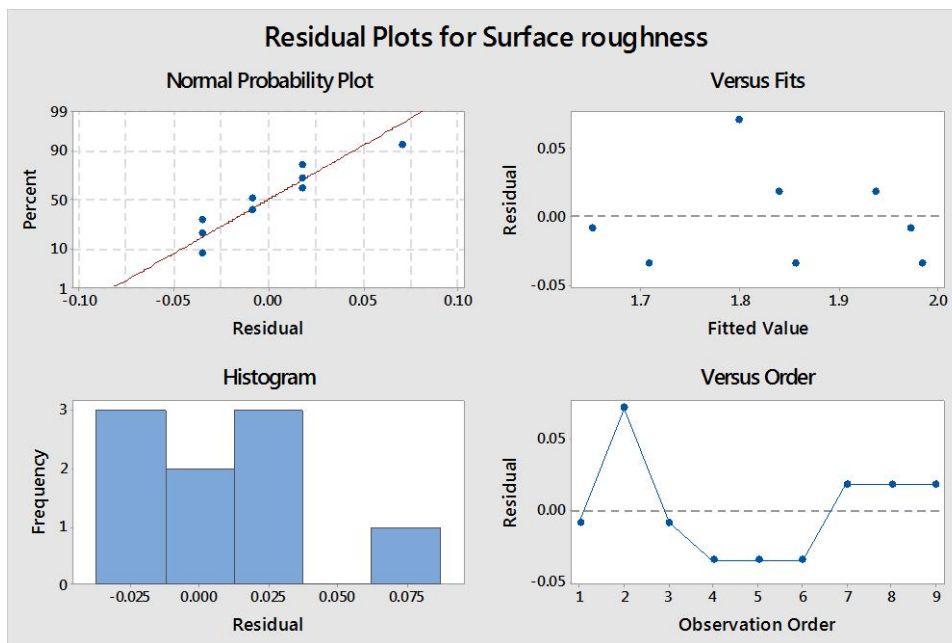 Residual Plots for Surface roughness
Normal Probability Plot
99
90
50
10
1
Percent
-0.10 -0.05 0.00 0.05 0.10
Residual
Versus Fits
0.05
0.00
-0.05
Residual
1.7 1.8 1.9 2.0
Fitted Value
Histogram
3
2
1
0
Frequency
-0.025 0.000 0.025 0.050 0.075
Residual
Versus Order
0.05
0.00
-0.05
Residual
1 2 3 4 5 6 7 8 9
Observation Order